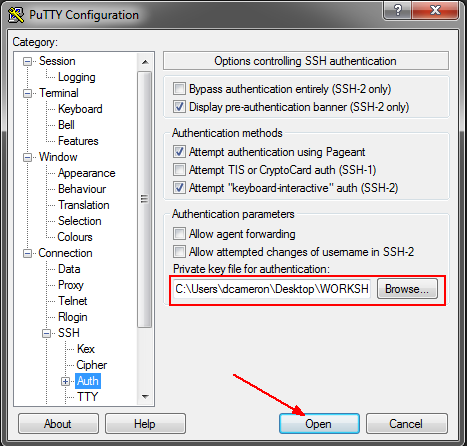 PuTTY Configuration
Category:
Session
Logging
Terminal
Keyboard
Bell
Features
Window
Appearance
Behaviour
Translation
Selection
Colours
Connection
Data
Proxy
Telnet
Rlogin
SSH
Kex
Cipher
Auth
TTY
Options controlling SSH authentication
Bypass authentication entirely (SSH-2 only)
Display pre-authentication banner (SSH-2 only)
Authentication methods
Attempt authentication using Pageant
Attempt TIS or CryptoCard auth (SSH-1)
Attempt "keyboard-interactive" auth (SSH-2)
Authentication parameters
Allow agent forwarding
Allow attempted changes of username in SSH-2
Private key file for authentication:
C:\Users\dcameron\Desktop\WORKSH Browse...
About Help Open Cancel